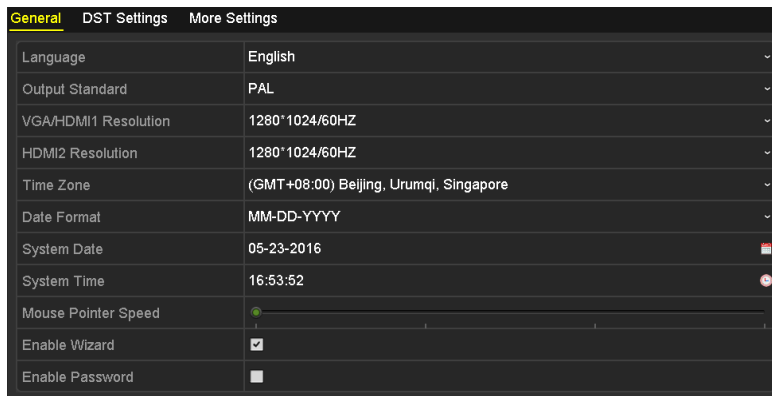 General DST Settings More Settings
Language English
Output Standard PAL
VGA/HDMI1 Resolution 1280*1024/60HZ
HDMI2 Resolution 1280*1024/60HZ
Time Zone (GMT+08:00) Beijing, Urumqi, Singapore
Date Format MM-DD-YYYY
System Date 05-23-2016
System Time 16:53:52
Mouse Pointer Speed
Enable Wizard
Enable Password